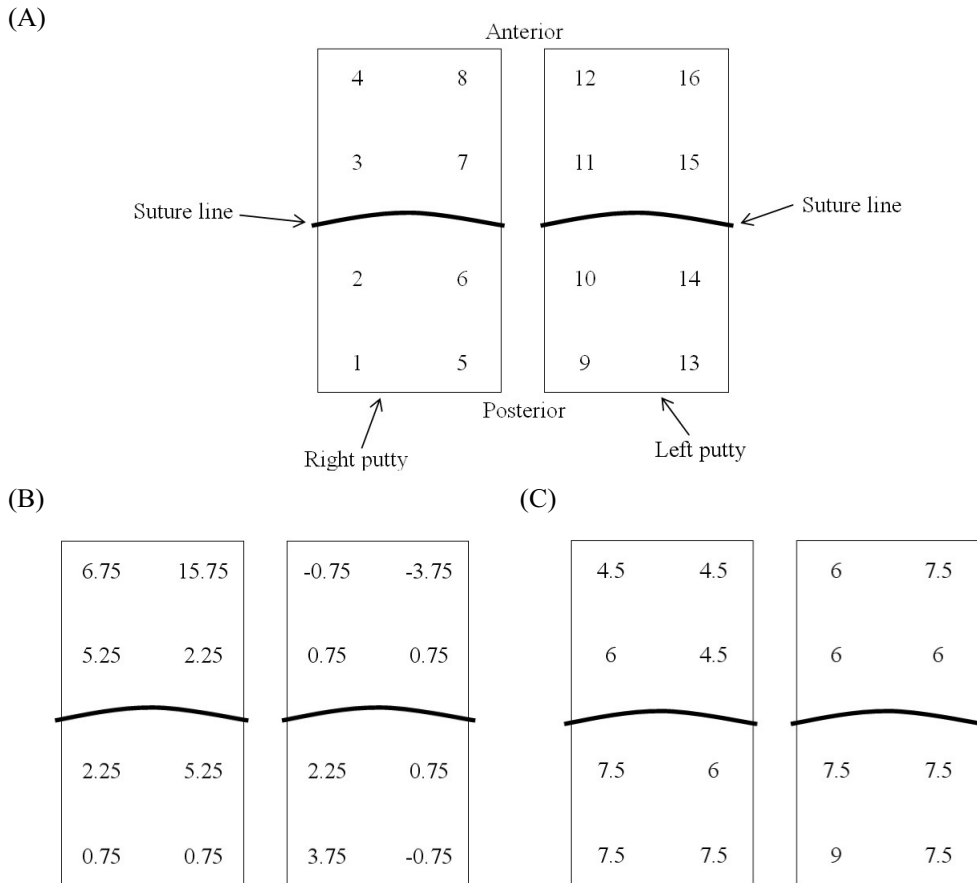 (A)
Anterior
4 8 12 16
3 7 11 15
Suture line Suture line
2 6 10 14
1 5 9 13
Posterior
Right putty Left putty
(B) (C)
6.75 15.75 -0.75 -3.75 4.5 4.5 6 7.5
5.25 2.25 0.75 0.75 6 4.5 6 6
2.25 5.25 2.25 0.75 7.5 6 7.5 7.5
0.75 0.75 3.75 -0.75 7.5 7.5 9 7.5